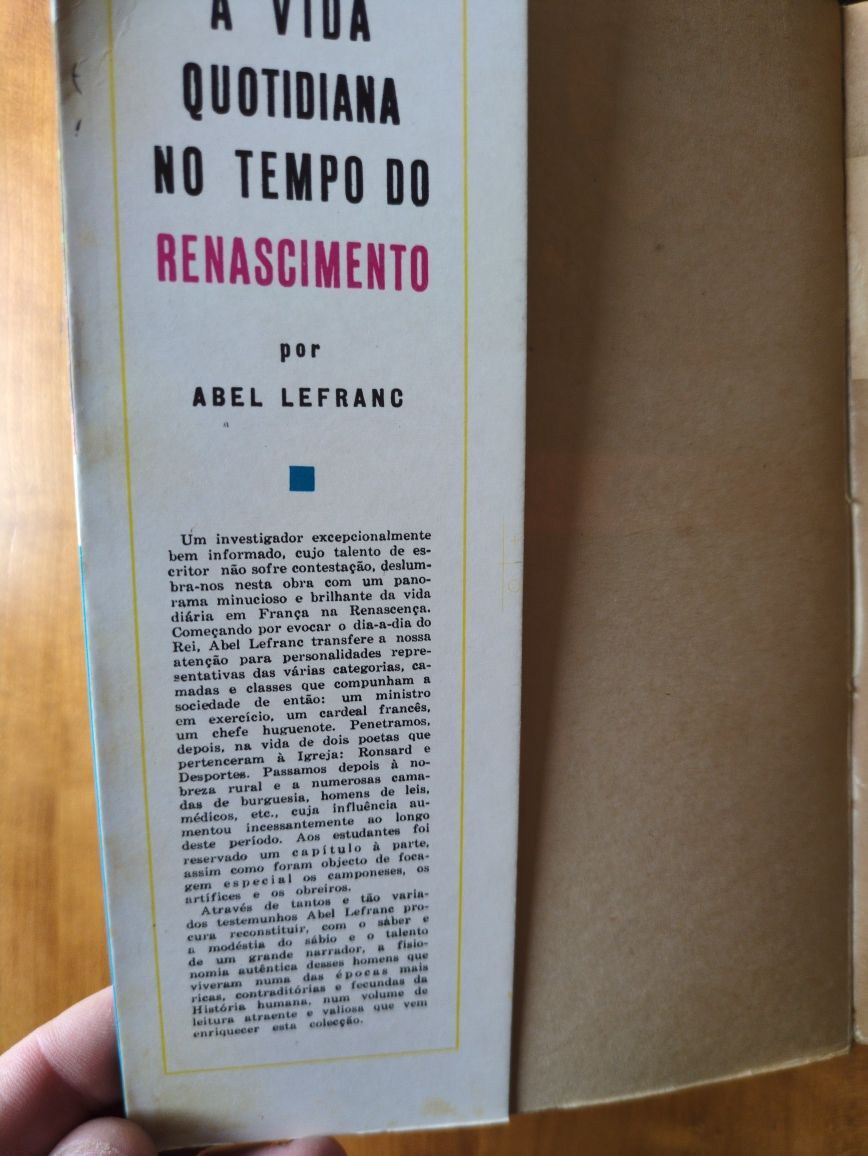 A VIDA
QUOTIDIANA
NO TEMPO DO
RENASCIMENTO
por
ABEL LEFRANC
Um investigador excepcionalmente
bem informado, cujo talento de es-
critor não sofre contestação, deslum-
bra-nos nesta obra com um pano-
rama minucioso e brilhante da vida
diária em França na Renascença.
Começando por evocar o dia-a-dia do
Rei, Abel Lefranc transfere a nossa
atenção para personalidades repre-
sentativas das várias categorias, ca-
madas e classes que compunham a
sociedade de então: um ministro
em exercício, um cardeal francês,
um chefe huguenote. Penetramos,
depois, na vida de dois poetas que
pertenceram à Igreja: Ronsard e
Desportes. Passamos depois à no-
breza rural e a numerosas cama-
das de burguesia, homens de leis,
médicos, etc., cuja influência au-
mentou incessantemente ao longo
deste período. Aos estudantes foi
reservado um capítulo à parte,
assim como foram objecto de foca-
gem especial os camponeses, os
artífices e os obreiros.
Através de tantos e tão varia-
dos testemunhos Abel Lefranc pro-
cura reconstituir, com o saber e
a modéstia do sábio e o talento
de um grande narrador, a fisio-
nomia autêntica desses homens que
viveram numa das épocas mais
ricas, contraditórias e fecundas da
História humana, num volume de
leitura atraente e valiosa que vem
enriquecer esta colecção.